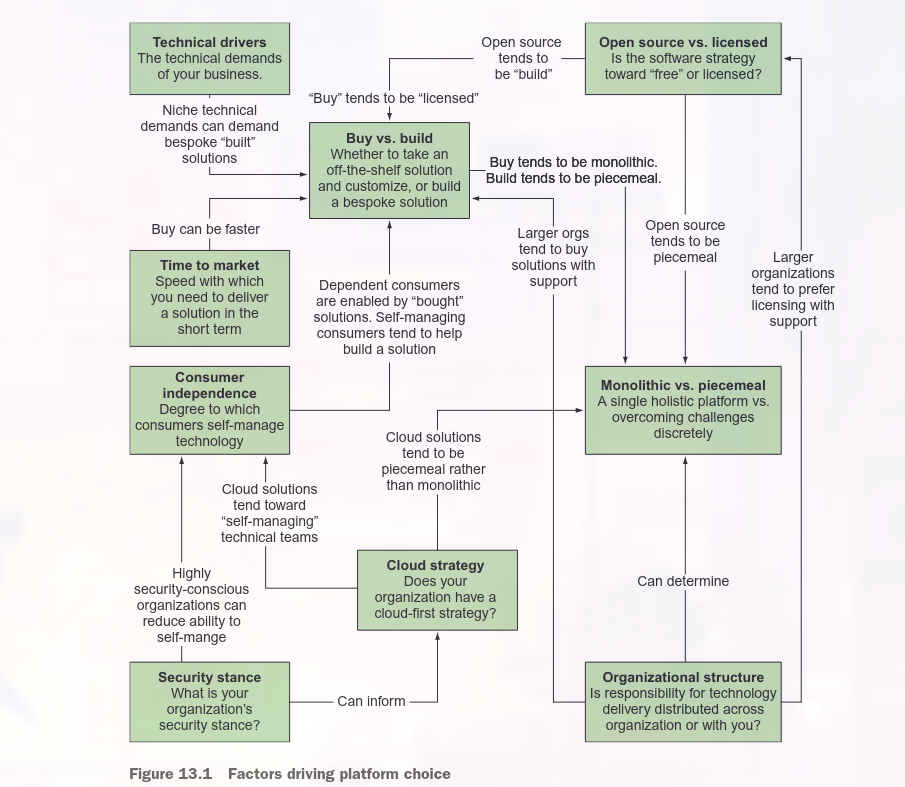 Technical drivers
The technical demands
of your business.
Open source
tends to
be “build”
Open source vs. licensed
Is the software strategy
toward “free” or licensed?
Niche technical
demands can demand
bespoke “built”
solutions
“Buy” tends to be “licensed”
Buy vs. build
Whether to take an
off-the-shelf solution
and customize, or build
a bespoke solution
Buy tends to be monolithic.
Build tends to be piecemeal.
Buy can be faster
Time to market
Speed with which
you need to deliver
a solution in the
short term
Dependent consumers
are enabled by “bought”
solutions. Self-managing
consumers tend to help
build a solution
Larger orgs
tend to buy
solutions with
support
Open source
tends to be
piecemeal
Larger
organizations
tend to prefer
licensing with
support
Consumer
independence
Degree to which
consumers self-manage
technology
Monolithic vs. piecemeal
A single holistic platform vs.
overcoming challenges
discretely
Cloud solutions
tend to be
piecemeal rather
than monolithic
Cloud solutions
tend toward
“self-managing”
technical teams
Cloud strategy
Does your
organization have a
cloud-first strategy?
Highly
security-conscious
organizations can
reduce ability to
self-mange
Can determine
Security stance
What is your
organization’s
security stance?
Can inform
Organizational structure
Is responsibility for technology
delivery distributed across
organization or with you?
Figure 13.1 Factors driving platform choice